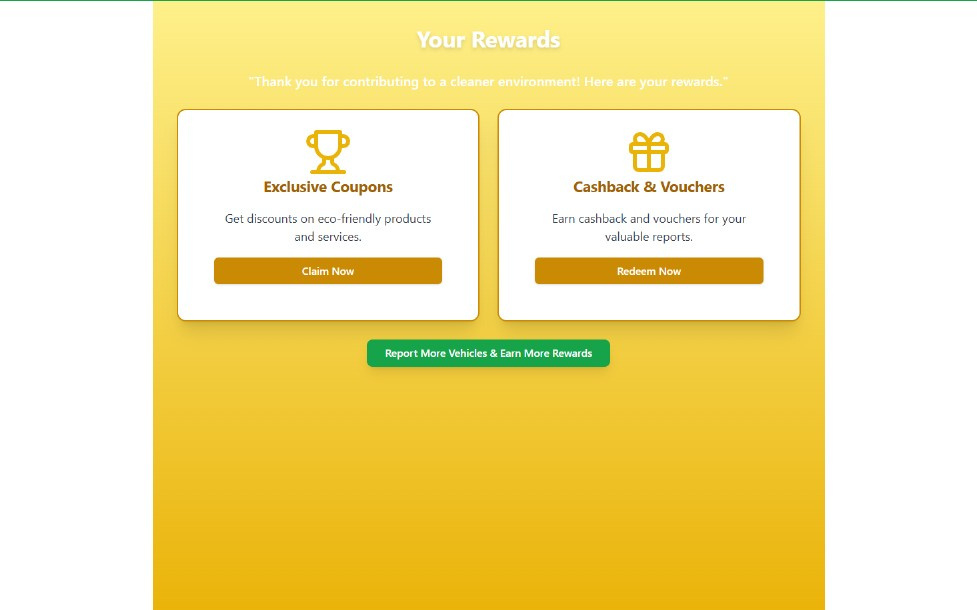 Your Rewards
"Thank you for contributing to a cleaner environment! Here are your rewards."
Exclusive Coupons
Get discounts on eco-friendly products
and services.
Claim Now
Cashback & Vouchers
Earn cashback and vouchers for your
valuable reports.
Redeem Now
Report More Vehicles & Earn More Rewards